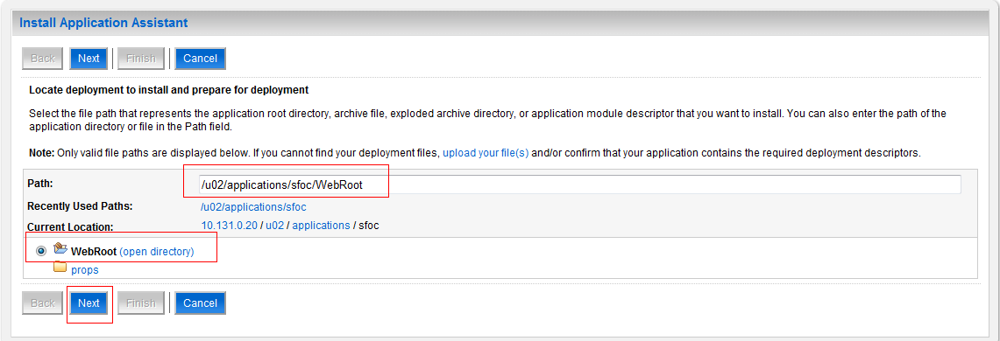 Install Application Assistant
Back Next Finish Cancel
Locate deployment to install and prepare for deployment
Select the file path that represents the application root directory, archive file, exploded archive directory, or application module descriptor that you want to install. You can also enter the path of the
application directory or file in the Path field.
Note: Only valid file paths are displayed below. If you cannot find your deployment files, upload your file(s) and/or confirm that your application contains the required deployment descriptors.
Path: /u02/applications/sfoc/WebRoot
Recently Used Paths: /u02/applications/sfoc
Current Location: 10.131.0.20 / u02 / applications / sfoc
WebRoot (open directory)
props
Back Next Finish Cancel